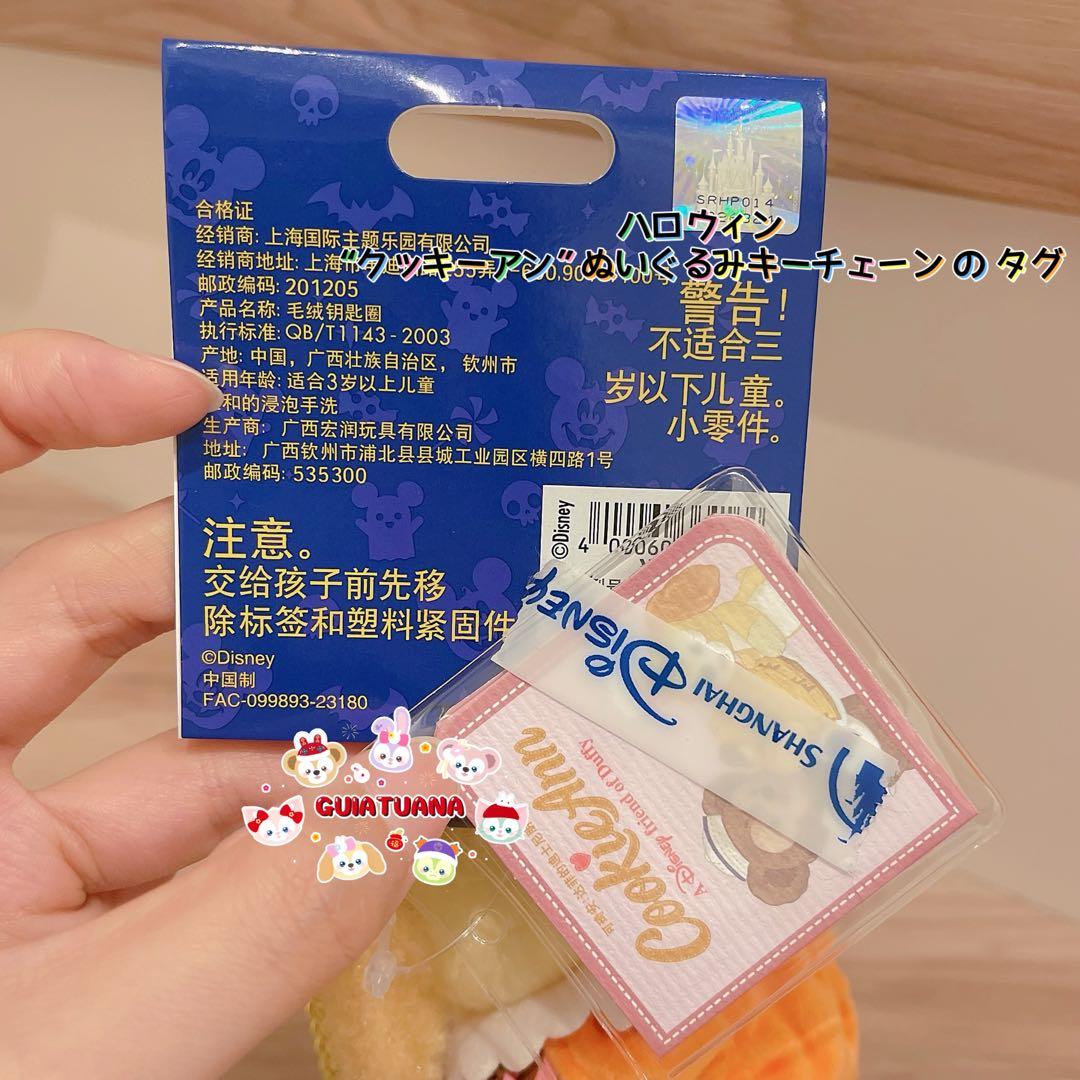 SRHP014
ハロウィン
"クッキーアン" ぬいぐるみキーチェーン の タグ
合格证
经销商: 上海国际主题乐园有限公司
经销商地址: 上海市
邮政编码: 201205
产品名称: 毛绒钥匙圈
执行标准: QB/T1143-2003
产地: 中国, 广西壮族自治区, 钦州市
适用年龄: 适合3岁以上儿童
和的浸泡手洗
生产商: 广西宏润玩具有限公司
地址: 广西钦州市浦北县县城工业园区横四路1号
邮政编码: 535300
警告!
不适合三
岁以下儿童。
小零件。
注意。
交给孩子前先移
除标签和塑料紧固件
©Disney
中国制
FAC-099893-23180
©Disney
SHANGHAI DISNEY
DISNEY
CookieAnn
A Disney friend of Duffy
GUIATUANA